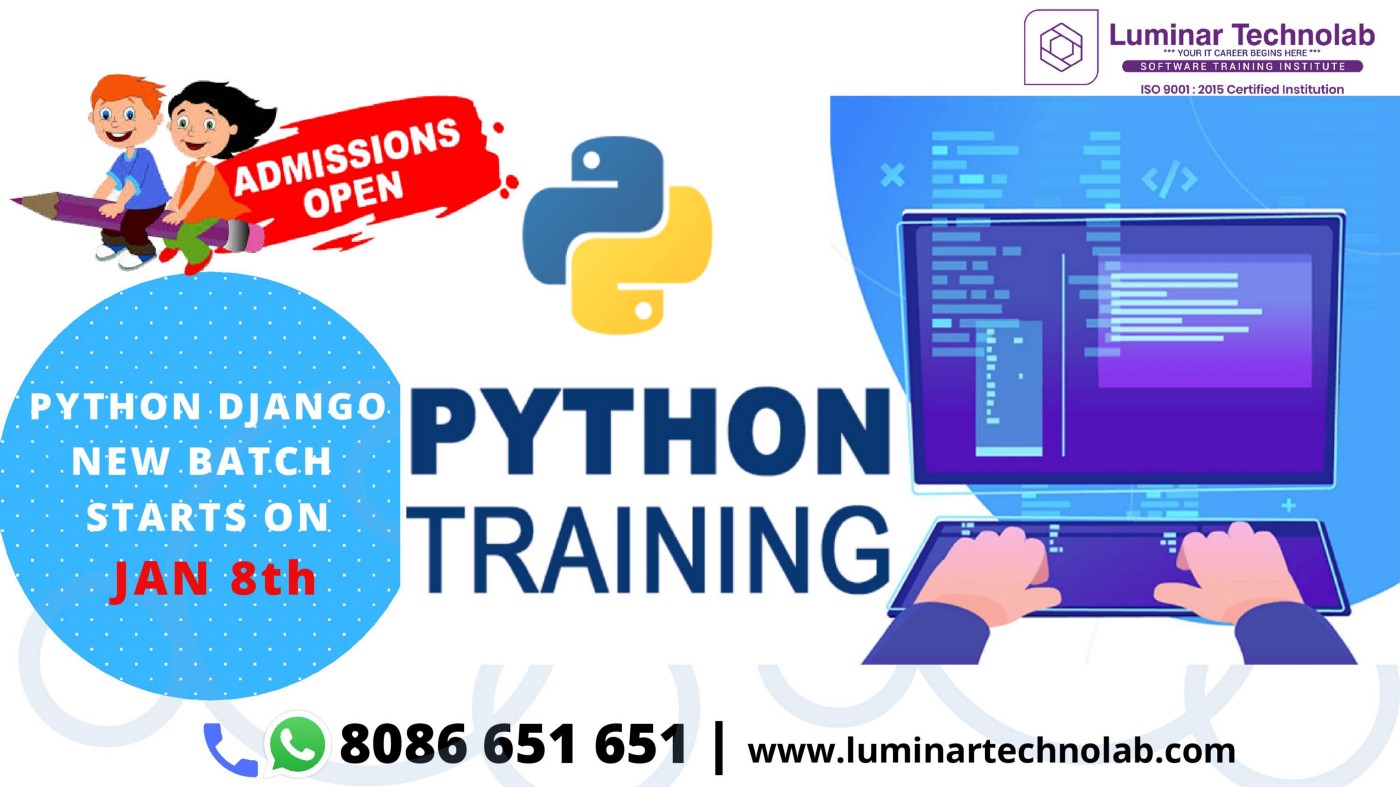 Luminar Technolab
*** YOUR IT CAREER BEGINS HERE ***
SOFTWARE TRAINING INSTITUTE
ISO 9001 : 2015 Certified Institution
ADMISSIONS
OPEN
PYTHON DJANGO
NEW BATCH
STARTS ON
JAN 8th
PYTHON
TRAINING
</>
8086 651 651 | www.luminartechnolab.com